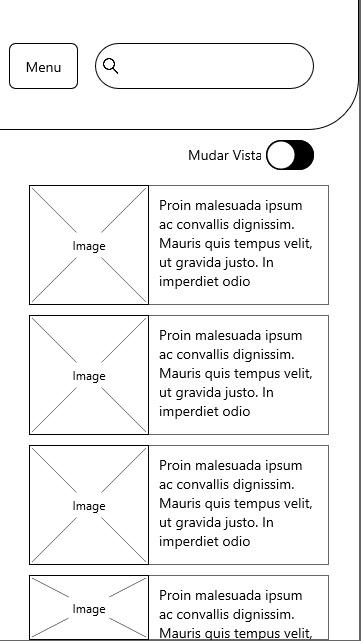 Menu
Mudar Vista
Image
Proin malesuada ipsum
ac convallis dignissim.
Mauris quis tempus velit,
ut gravida justo. In
imperdiet odio
Image
Proin malesuada ipsum
ac convallis dignissim.
Mauris quis tempus velit,
ut gravida justo. In
imperdiet odio
Image
Proin malesuada ipsum
ac convallis dignissim.
Mauris quis tempus velit,
ut gravida justo. In
imperdiet odio
Image
Proin malesuada ipsum
ac convallis dignissim.
Mauris quis tempus velit,